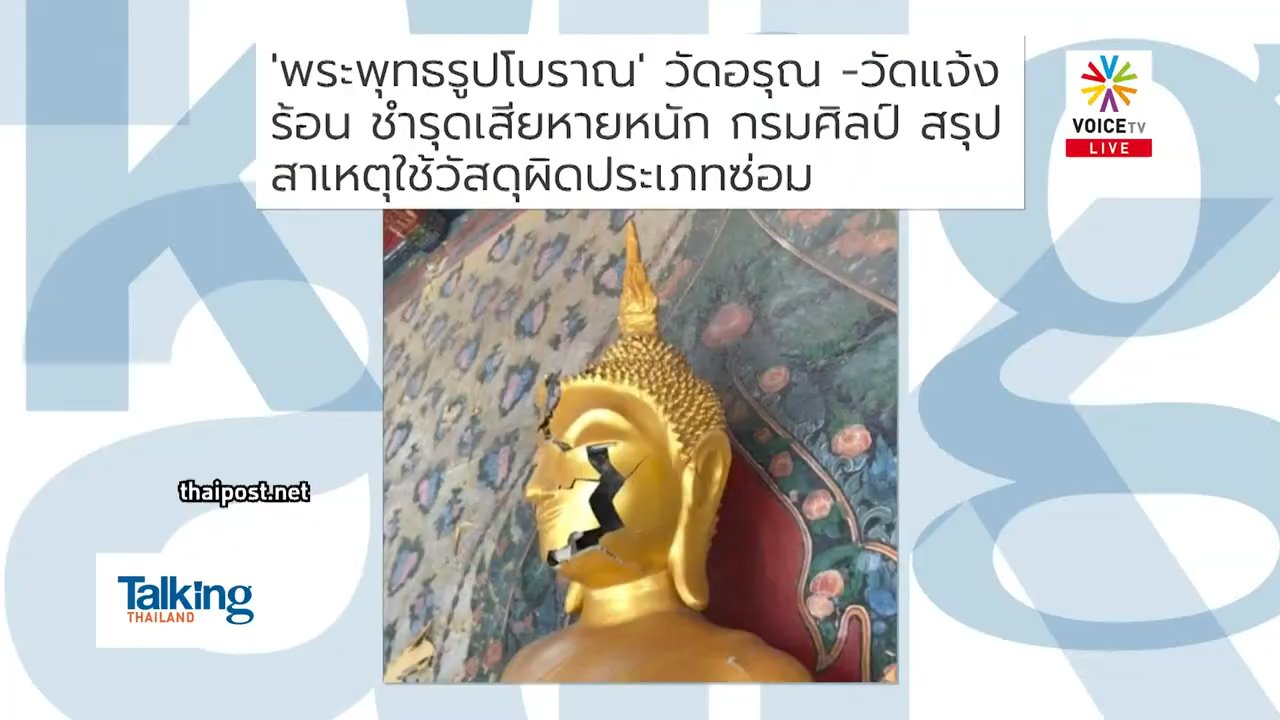 'พระพุทธรูปโบราณ' วัดอรุณ -วัดแจ้ง
ร้อน ชำรุดเสียหายหนัก กรมศิลป์ สรุป
สาเหตุใช้วัสดุผิดประเภทซ่อม
VOICE TV
LIVE
thaipost.net
Talking
THAILAND